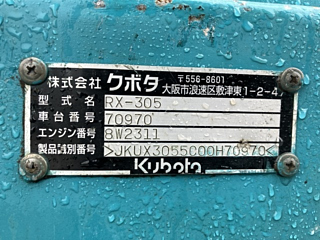 株式会社 クボタ 〒556-8601
大阪市浪速区敷津東1-2-47
型式名 RX-305
車台番号 70970
エンジン番号 8W2311
製品識別番号 >JKUX3055C00H70970<
Kubota